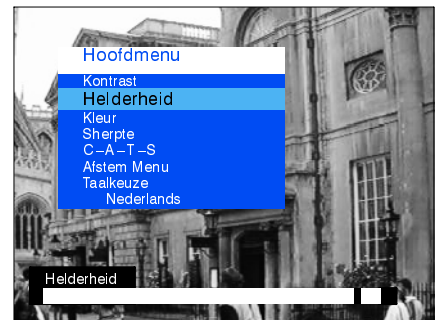 Hoofdmenu
Kontrast
Helderheid
Kleur
Sherpte
C–A–T–S
Afstem Menu
Taalkeuze
Nederlands
Helderheid